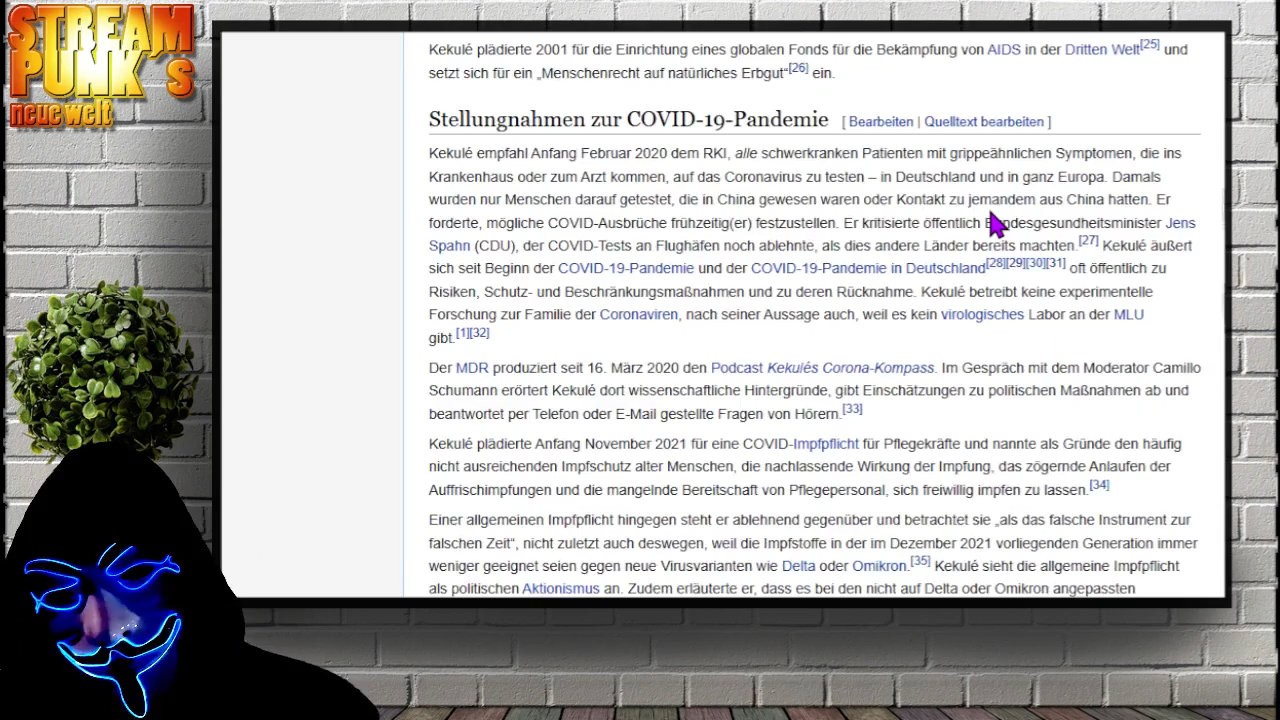 STREAM
PUNK`s
neue welt
Kekulé plädierte 2001 für die Einrichtung eines globalen Fonds für die Bekämpfung von AIDS in der Dritten Welt[25] und
setzt sich für ein „Menschenrecht auf natürliches Erbgut“[26] ein.
Stellungnahmen zur COVID-19-Pandemie [ Bearbeiten | Quelltext bearbeiten ]
Kekulé empfahl Anfang Februar 2020 dem RKI, alle schwerkranken Patienten mit grippeähnlichen Symptomen, die ins
Krankenhaus oder zum Arzt kommen, auf das Coronavirus zu testen – in Deutschland und in ganz Europa. Damals
wurden nur Menschen darauf getestet, die in China gewesen waren oder Kontakt zu jemandem aus China hatten. Er
forderte, mögliche COVID-Ausbrüche frühzeitig(er) festzustellen. Er kritisierte öffentlich Bundesgesundheitsminister Jens
Spahn (CDU), der COVID-Tests an Flughäfen noch ablehnte, als dies andere Länder bereits machten.[27] Kekulé äußert
sich seit Beginn der COVID-19-Pandemie und der COVID-19-Pandemie in Deutschland[28][29][30][31] oft öffentlich zu
Risiken, Schutz- und Beschränkungsmaßnahmen und zu deren Rücknahme. Kekulé betreibt keine experimentelle
Forschung zur Familie der Coronaviren, nach seiner Aussage auch, weil es kein virologisches Labor an der MLU
gibt.[1][32]
Der MDR produziert seit 16. März 2020 den Podcast Kekulés Corona-Kompass. Im Gespräch mit dem Moderator Camillo
Schumann erörtert Kekulé dort wissenschaftliche Hintergründe, gibt Einschätzungen zu politischen Maßnahmen ab und
beantwortet per Telefon oder E-Mail gestellte Fragen von Hörern.[33]
Kekulé plädierte Anfang November 2021 für eine COVID-Impfpflicht für Pflegekräfte und nannte als Gründe den häufig
nicht ausreichenden Impfschutz alter Menschen, die nachlassende Wirkung der Impfung, das zögernde Anlaufen der
Auffrischimpfungen und die mangelnde Bereitschaft von Pflegepersonal, sich freiwillig impfen zu lassen.[34]
Einer allgemeinen Impfpflicht hingegen steht er ablehnend gegenüber und betrachtet sie „als das falsche Instrument zur
falschen Zeit“, nicht zuletzt auch deswegen, weil die Impfstoffe in der im Dezember 2021 vorliegenden Generation immer
weniger geeignet seien gegen neue Virusvarianten wie Delta oder Omikron.[35] Kekulé sieht die allgemeine Impfpflicht
als politischen Aktionismus an. Zudem erläuterte er, dass es bei den nicht auf Delta oder Omikron angepassten